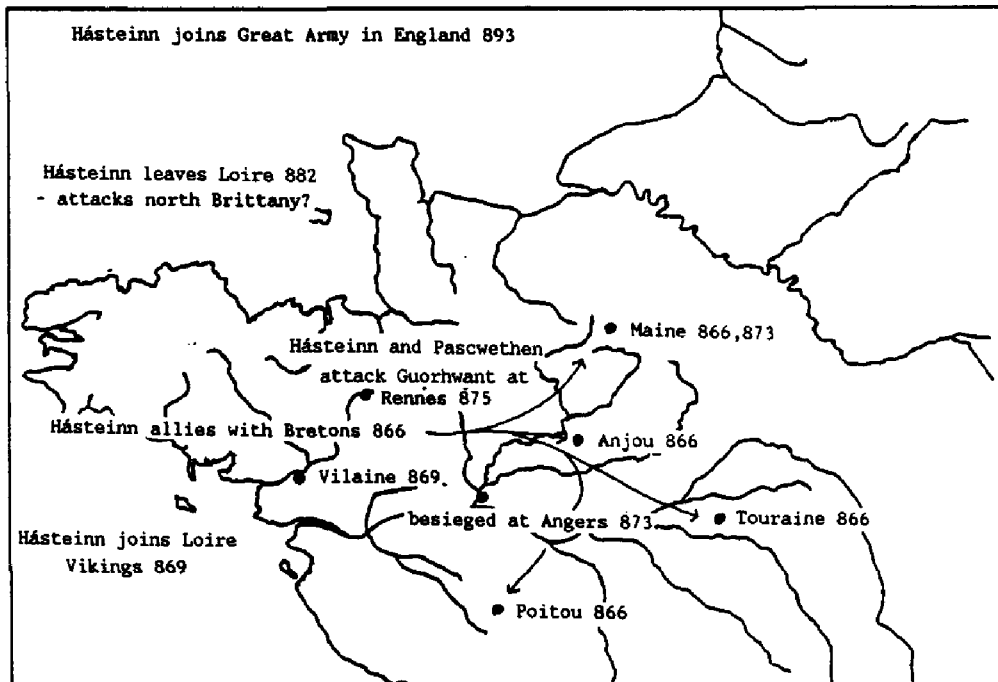 Hásteinn joins Great Army in England 893
Hásteinn leaves Loire 882
- attacks north Brittany?
Maine 866,873
Hásteinn and Pascwethen
attack Guorhwant at
Rennes 875
Hásteinn allies with Bretons 866
Anjou 866
Vilaine 869.
besieged at Angers 873
Touraine 866
Hásteinn joins Loire
Vikings 869
Poitou 866